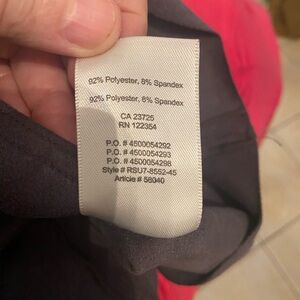 92% Polyester, 8% Spandex
92% Polyester, 8% Spandex
CA 23725
RN 122354
P.O. # 4500054292
P.O. # 4500054293
P.O. # 4500054298
Style # RSU7-8552-45
Article # 56040